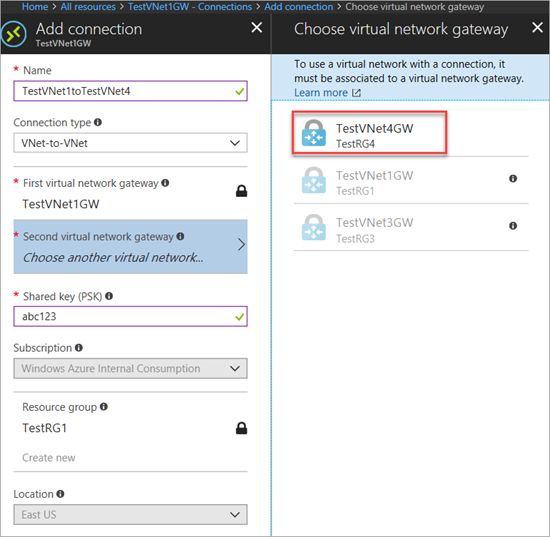 Home > All resources > TestVNet1GW - Connections > Add connection > Choose virtual network gateway
Add connection
TestVNet1GW
* Name
TestVNet1toTestVNet4
Connection type
VNet-to-VNet
* First virtual network gateway
TestVNet1GW
* Second virtual network gateway
Choose another virtual network...
* Shared key (PSK)
abc123
Subscription
Windows Azure Internal Consumption
Resource group
TestRG1
Create new
Location
East US
Choose virtual network gateway
To use a virtual network with a connection, it
must be associated to a virtual network gateway.
Learn more
TestVNet4GW
TestRG4
TestVNet1GW
TestRG1
TestVNet3GW
TestRG3